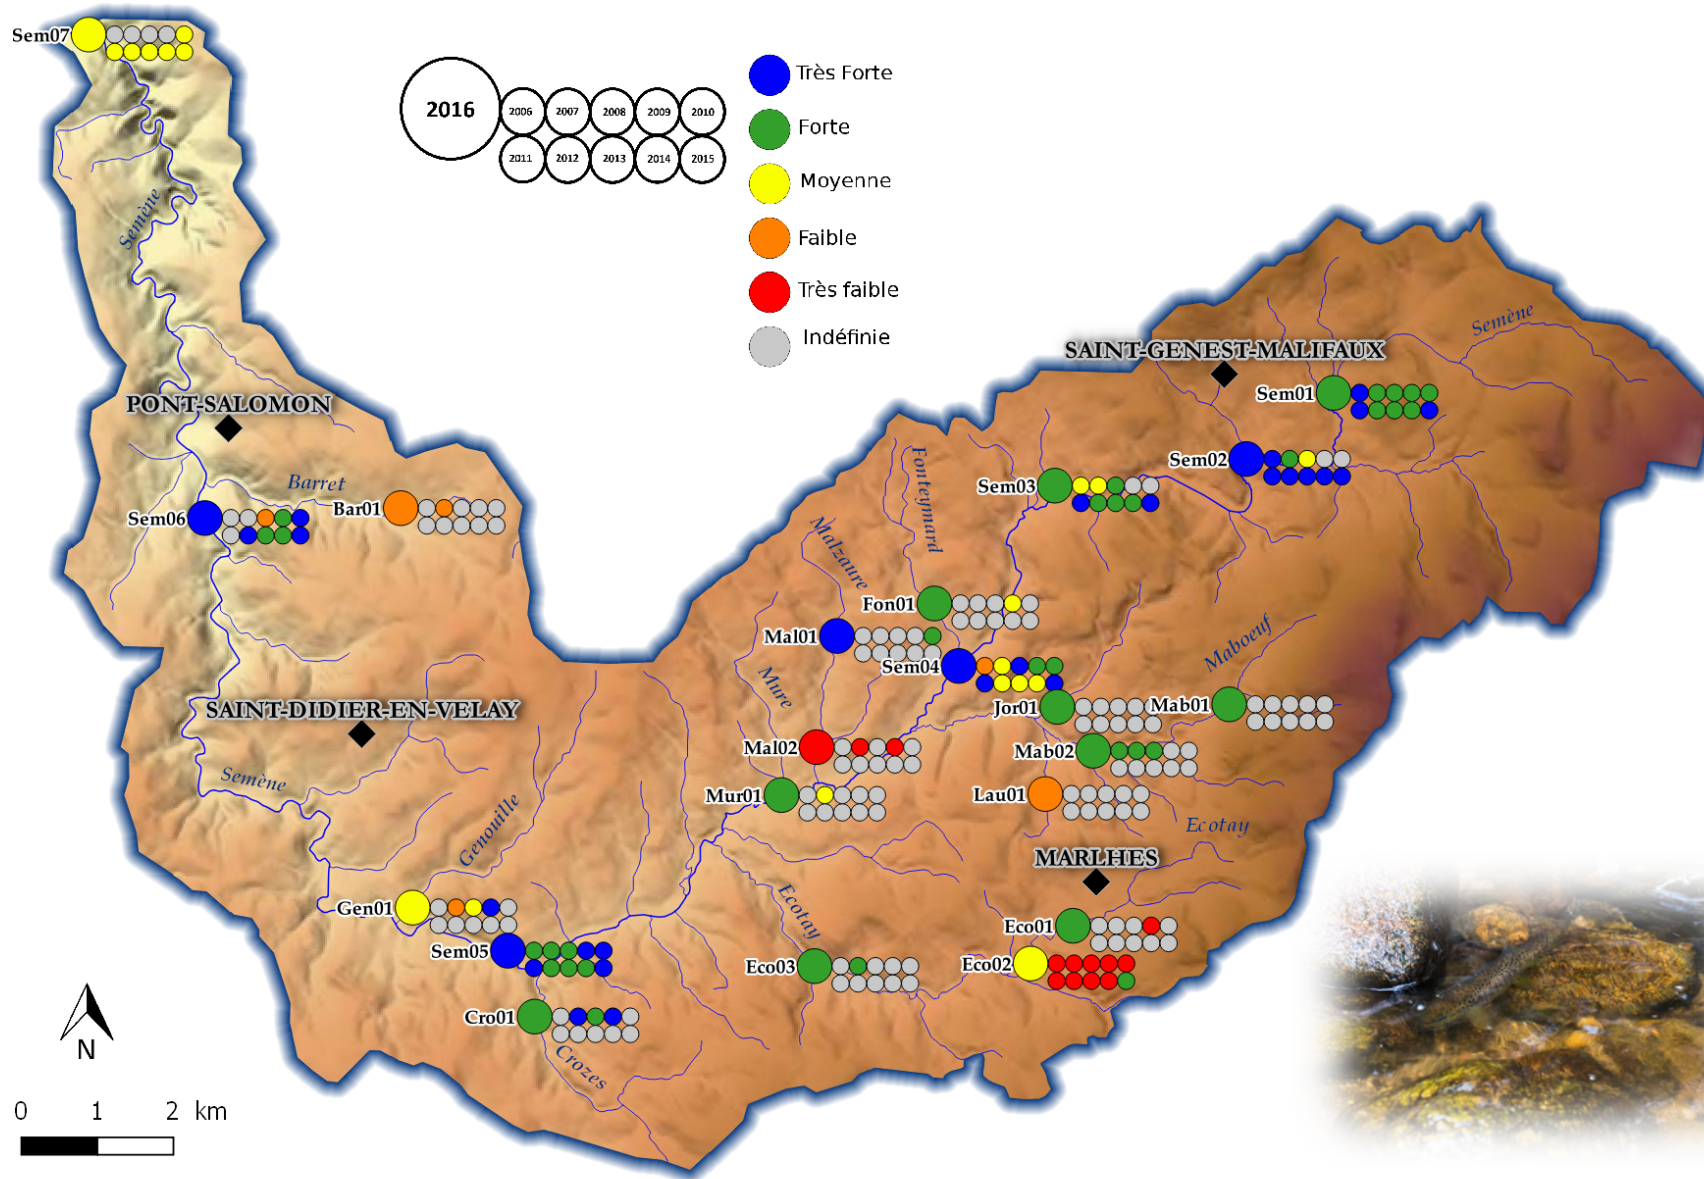 Sem07
2016
2006 2007 2008 2009 2010
2011 2012 2013 2014 2015
Très Forte
Forte
Moyenne
Faible
Très faible
Indéfinie
Semène
Semène
SAINT-GENEST-MALIFAUX
Sem01
PONT-SALOMON
Sem02
Barret
Bar01
Sem06
Fonteymard
Sem03
Malzaure
Fon01
Mal01
Sem04
Maboeuf
Mure
SAINT-DIDIER-EN-VELAY
Jor01
Mab01
Mal02
Mab02
Semène
Mur01
Lau01
Genouille
Ecotay
MARLHES
Gen01
Ecotay
Eco01
Sem05
Eco03
Eco02
Cro01
Crozes
N
0 1 2 km